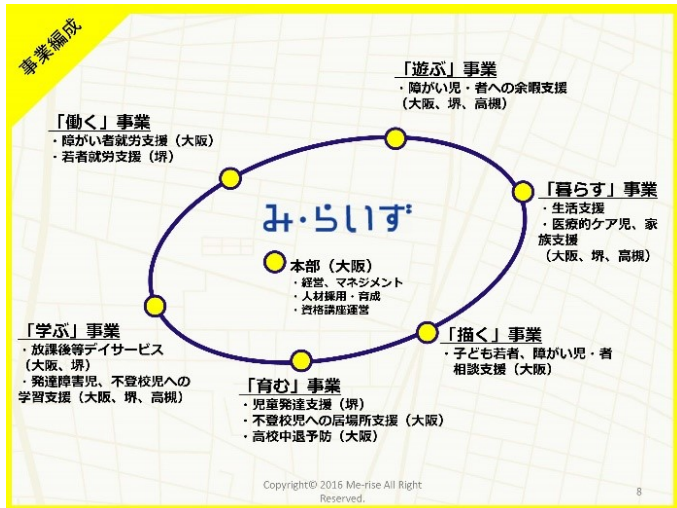 事業編成
「遊ぶ」事業
・障がい児・者への余暇支援
（大阪、堺、高槻）
「働く」事業
・障がい者就労支援（大阪）
・若者就労支援（堺）
「暮らす」事業
・生活支援
・医療的ケア児、家
族支援
（大阪、堺、高槻）
み・らいず
本部（大阪）
・経営、マネジメント
・人材採用・育成
・資格講座運営
「学ぶ」事業
・放課後等デイサービス
（大阪、堺）
・発達障害児、不登校児への
学習支援（大阪、堺、高槻）
「描く」事業
・子ども若者、障がい児・者
相談支援（大阪）
「育む」事業
・児童発達支援（堺）
・不登校児への居場所支援（大阪）
・高校中退予防（大阪）
Copyright© 2016 Me-rise All Right
Reserved.
8